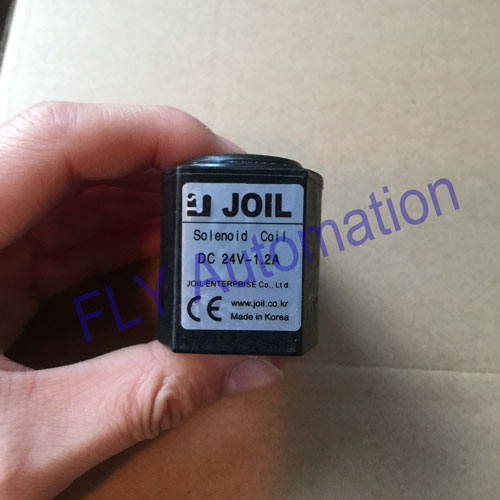 JOIL
Solenoid Coil
DC 24V-1.2A
JOIL ENTERPRISE Co., Ltd.
CE www.joil.co.kr
Made in Korea
FLY Automation